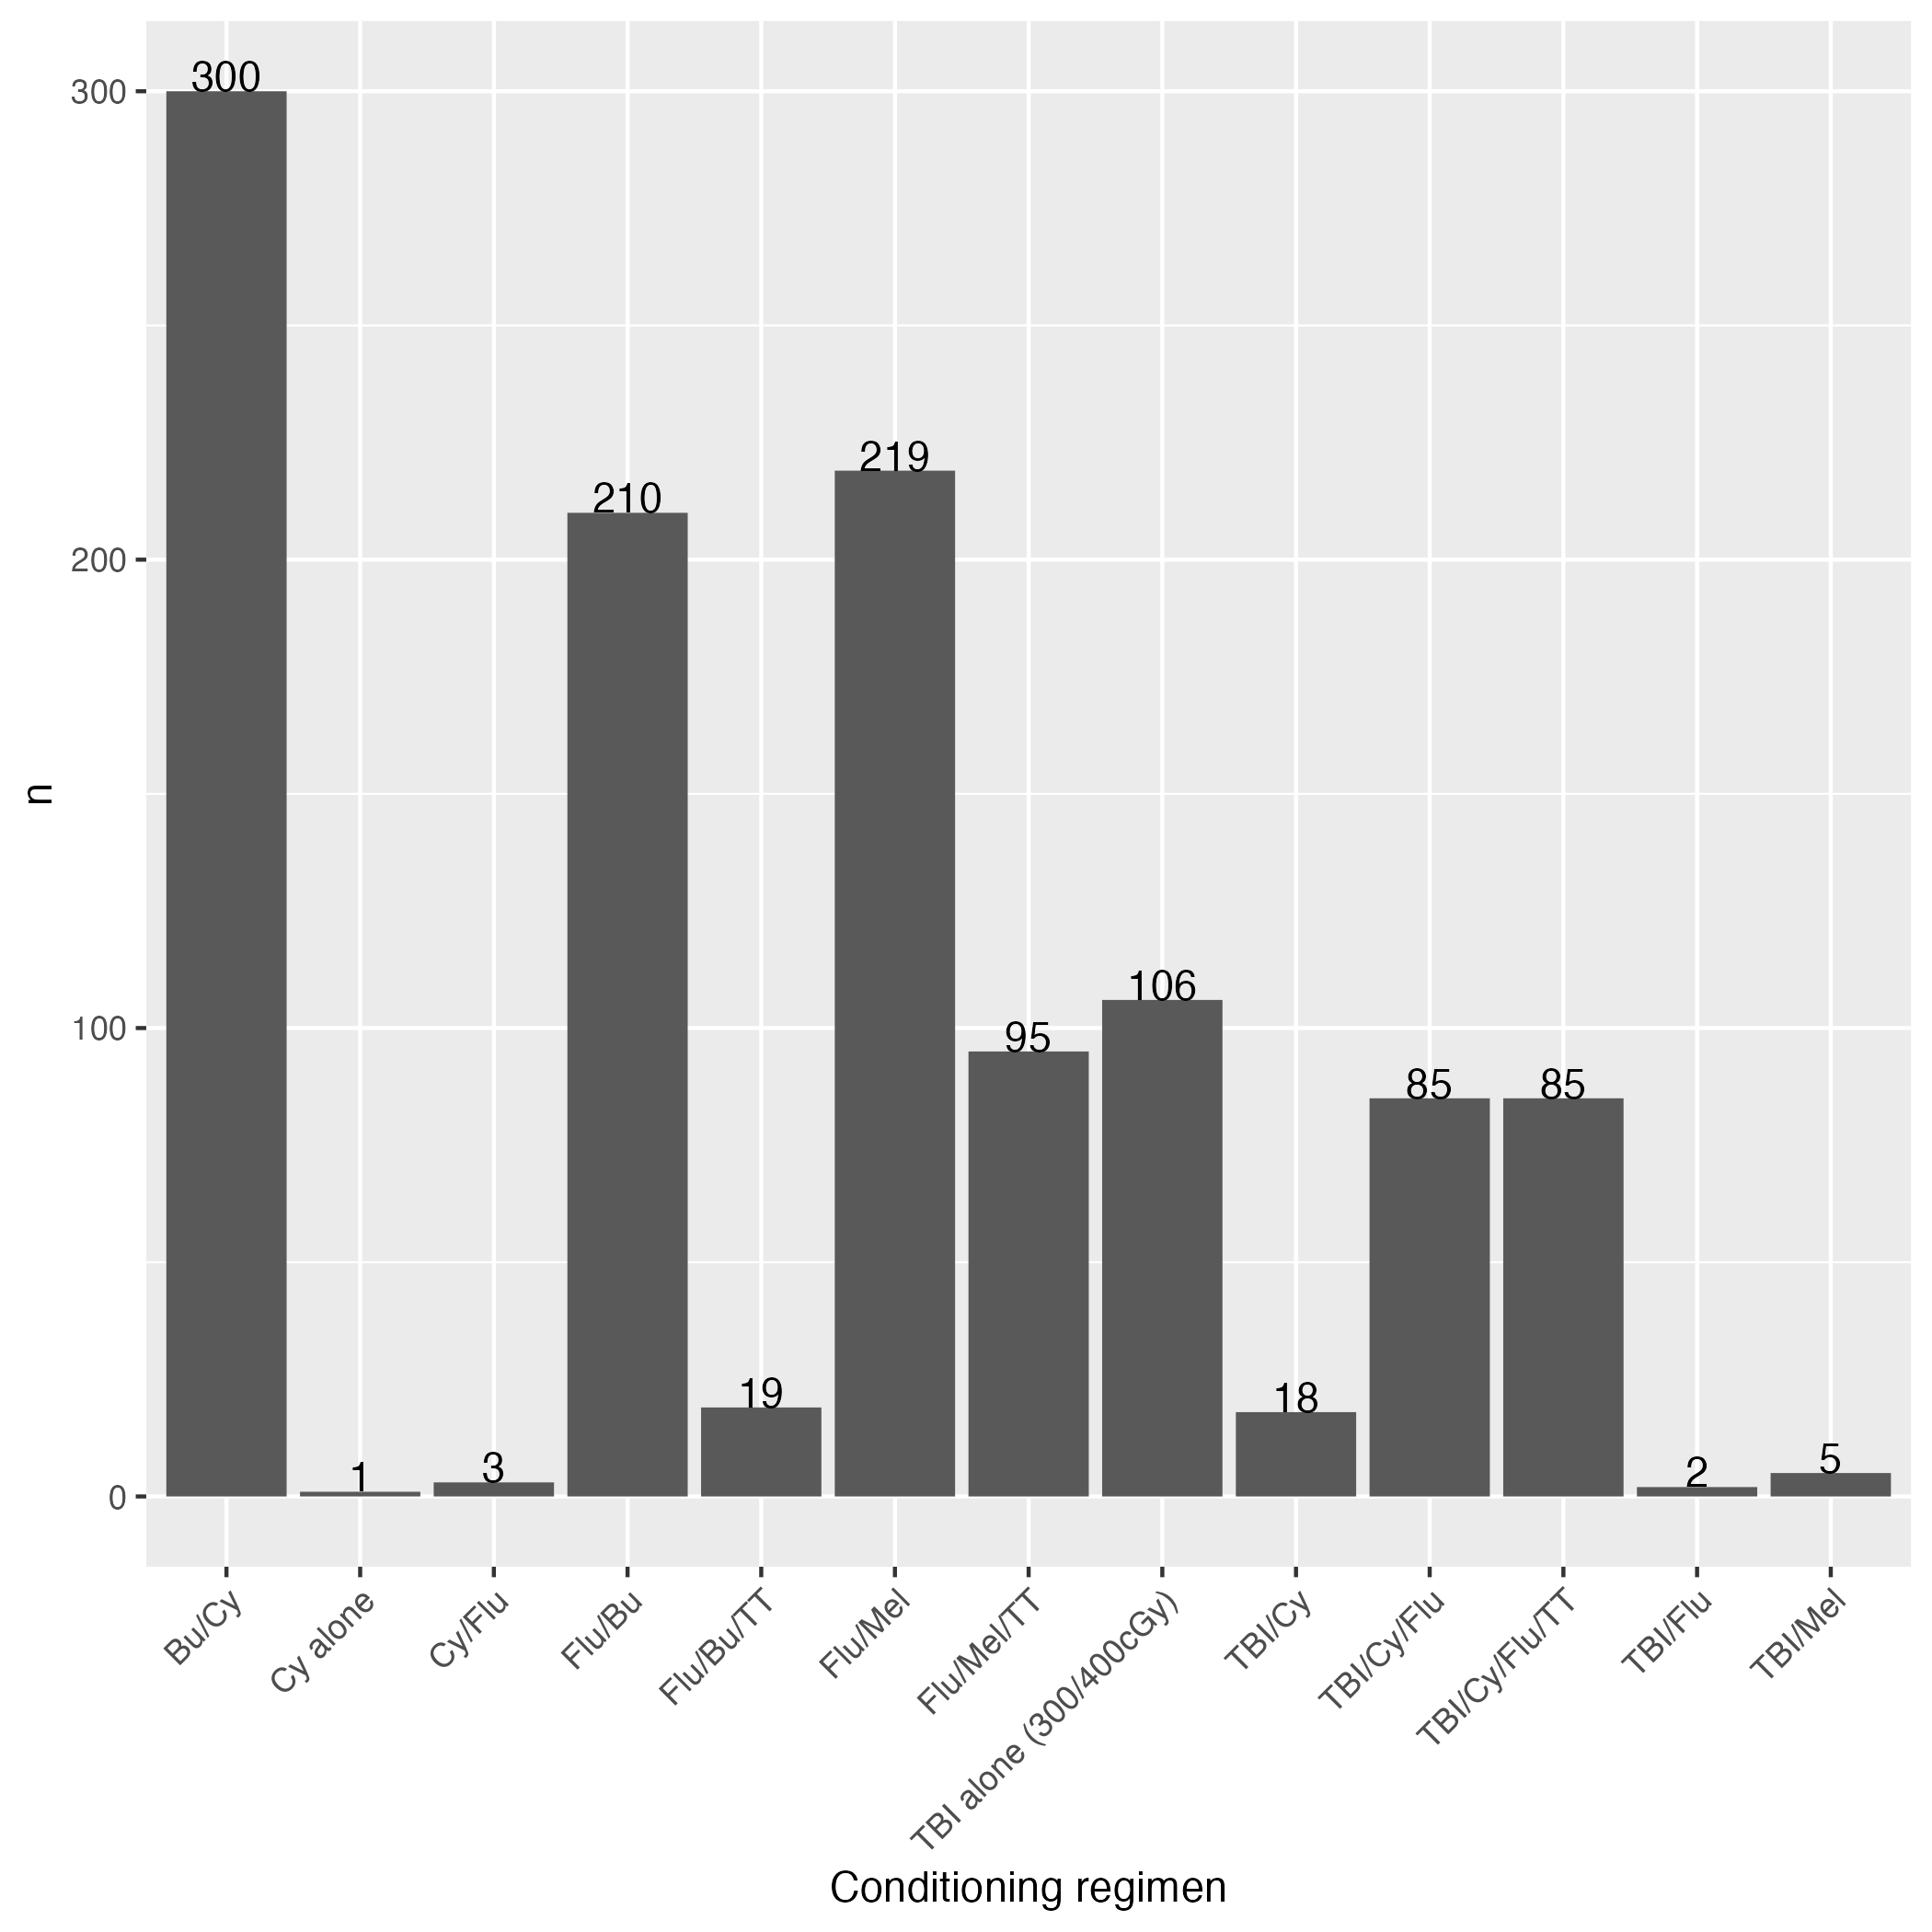 n
300
200
100
0
300
1
3
210
19
219
95
106
18
85
85
2
5
Bu/Cy
Cy alone
Cy/Flu
Flu/Bu
Flu/Bu/TT
Flu/Mel
Flu/Mel/TT
TBI alone (300/400cGy)
TBI/Cy
TBI/Cy/Flu
TBI/Cy/Flu/TT
TBI/Flu
TBI/Mel
Conditioning regimen